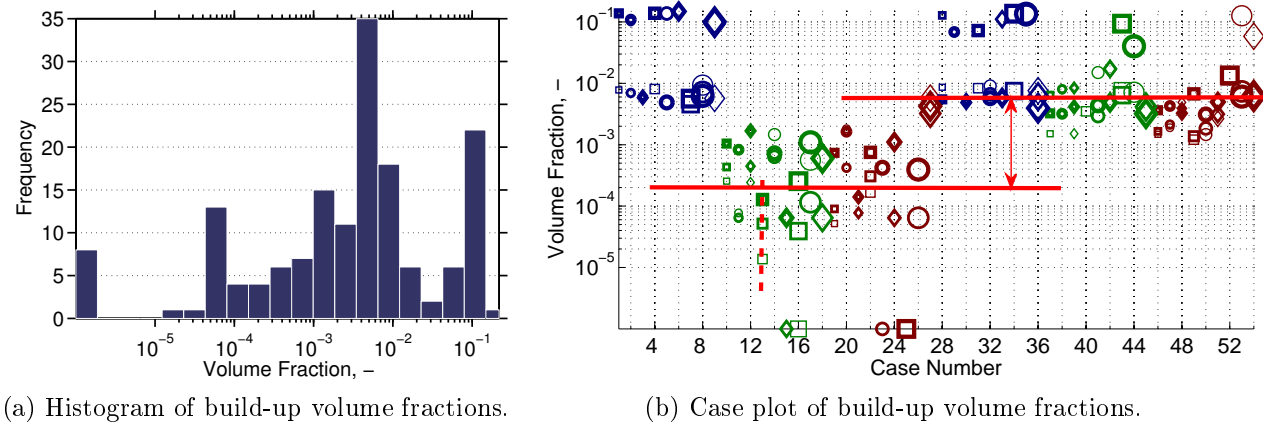 35
30
25
20
15
10
5
0
Frequency
10⁻⁵ 10⁻⁴ 10⁻³ 10⁻² 10⁻¹
Volume Fraction, −
(a) Histogram of build-up volume fractions.
10⁻¹
10⁻²
10⁻³
10⁻⁴
10⁻⁵
Volume Fraction, −
4 8 12 16 20 24 28 32 36 40 44 48 52
Case Number
(b) Case plot of build-up volume fractions.